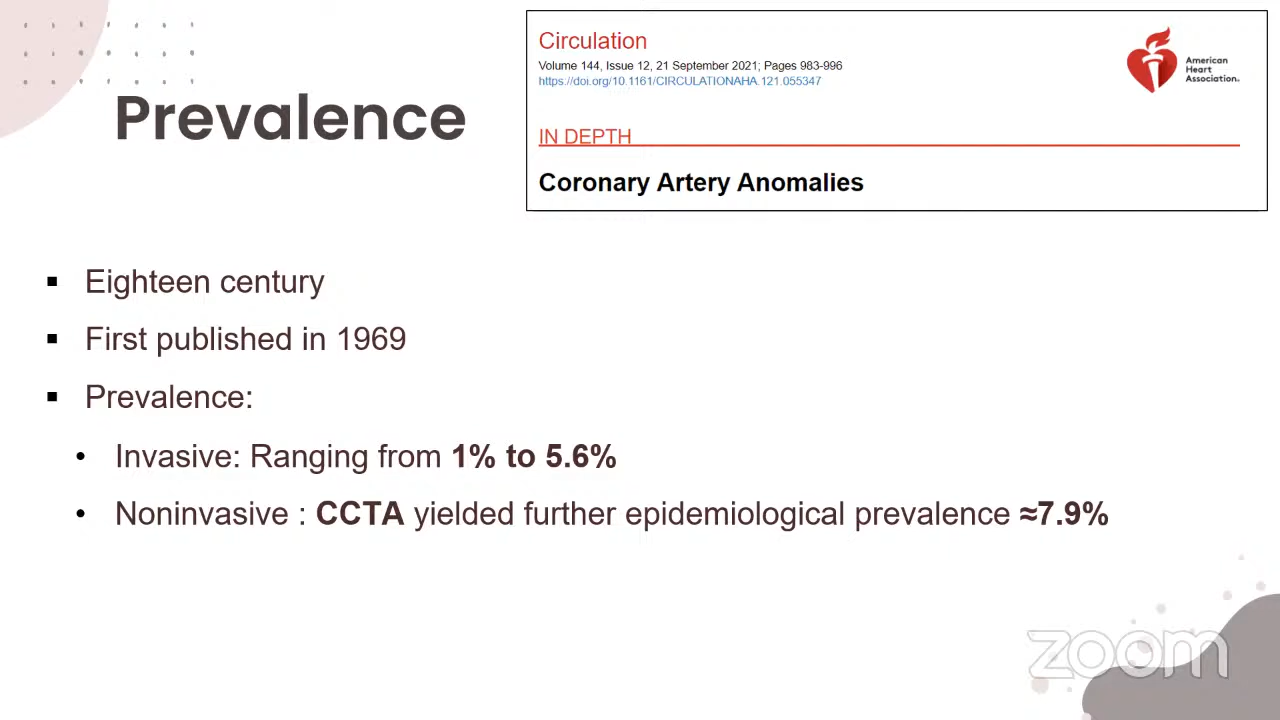 Prevalence
Circulation
Volume 144, Issue 12, 21 September 2021; Pages 983-996
https://doi.org/10.1161/CIRCULATIONAHA.121.055347
American
Heart
Association.
IN DEPTH
Coronary Artery Anomalies
▪ Eighteen century
▪ First published in 1969
▪ Prevalence:
• Invasive: Ranging from 1% to 5.6%
• Noninvasive : CCTA yielded further epidemiological prevalence ≈7.9%
zoom